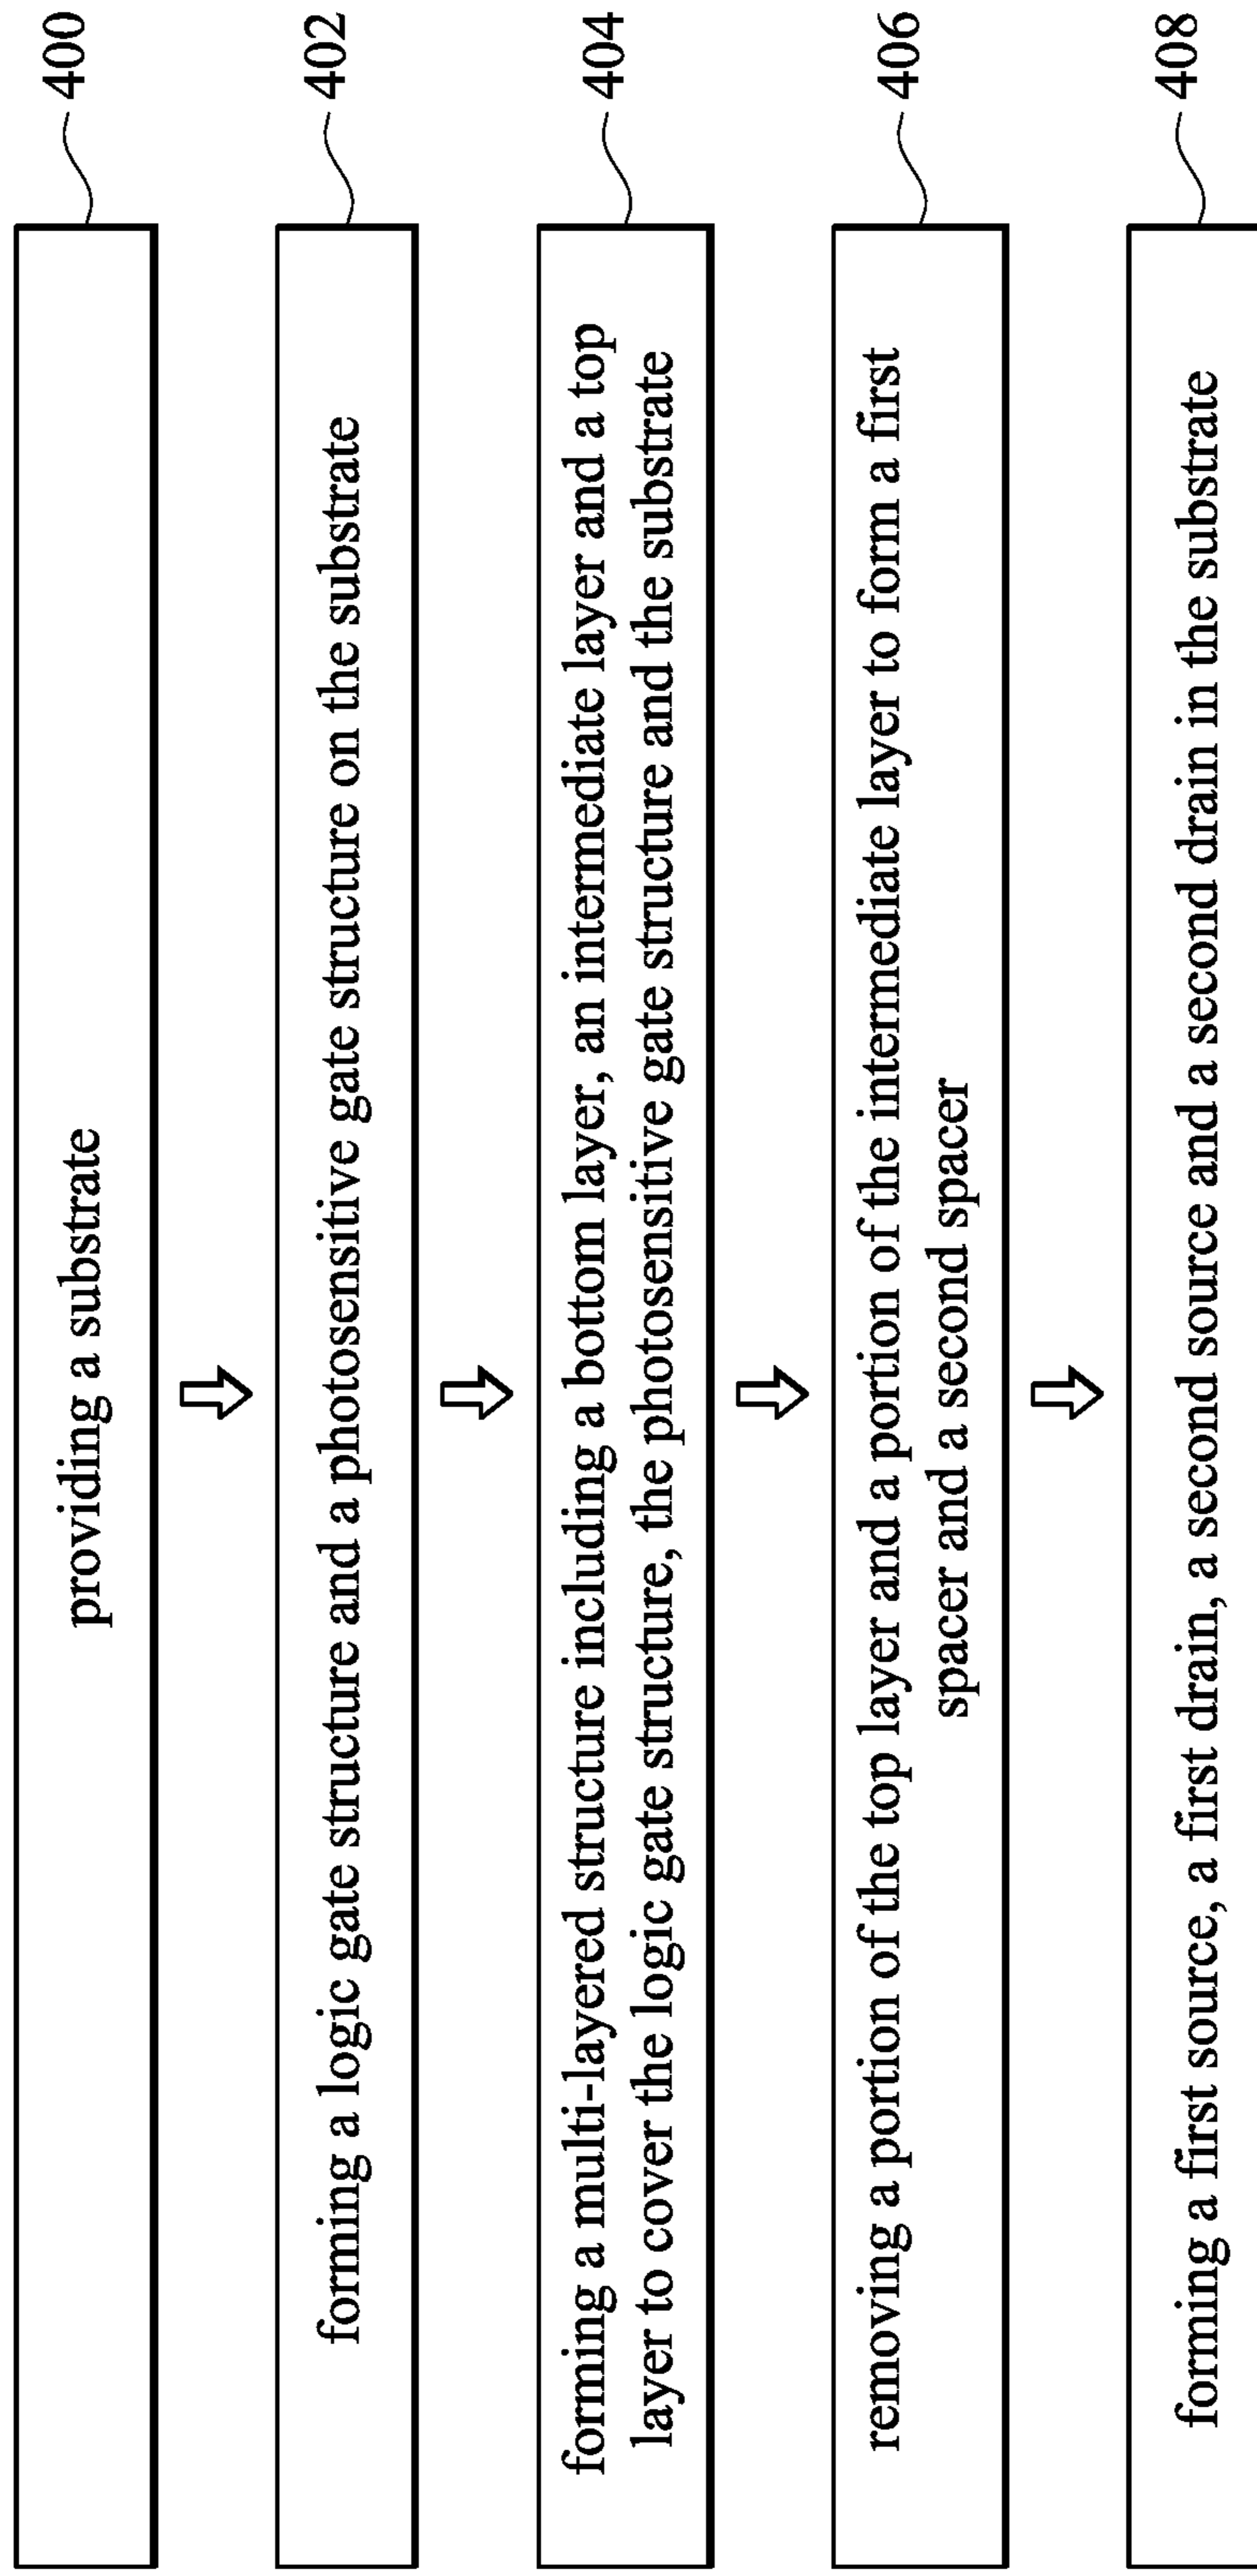 providing a substrate
400
forming a logic gate structure and a photosensitive gate structure on the substrate
402
forming a multi-layered structure including a bottom layer, an intermediate layer and a top
layer to cover the logic gate structure, the photosensitive gate structure and the substrate
404
removing a portion of the top layer and a portion of the intermediate layer to form a first
spacer and a second spacer
406
forming a first source, a first drain, a second source and a second drain in the substrate
408